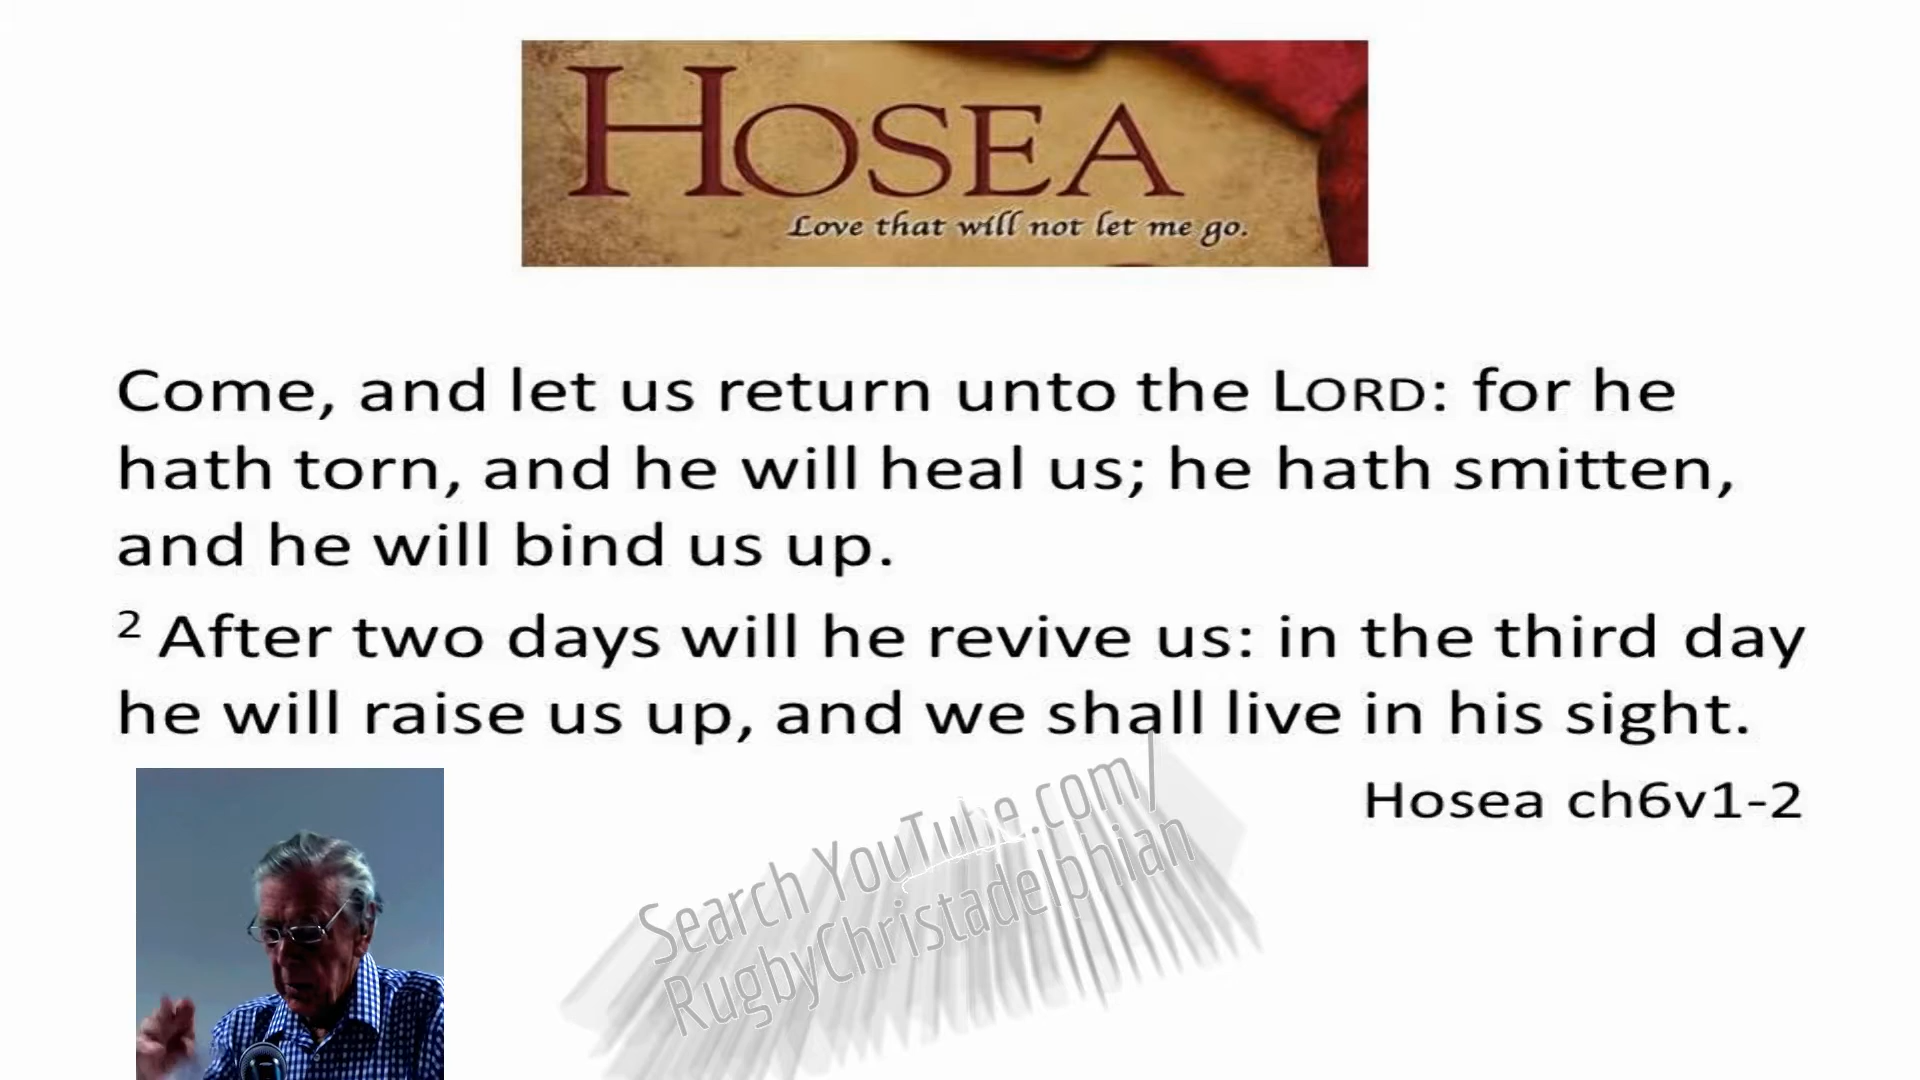 HOSEA
Love that will not let me go.
Come, and let us return unto the LORD: for he
hath torn, and he will heal us; he hath smitten,
and he will bind us up.
2 After two days will he revive us: in the third day
he will raise us up, and we shall live in his sight.
Hosea ch6v1-2
Search YouTube.com/
RugbyChristadelphian